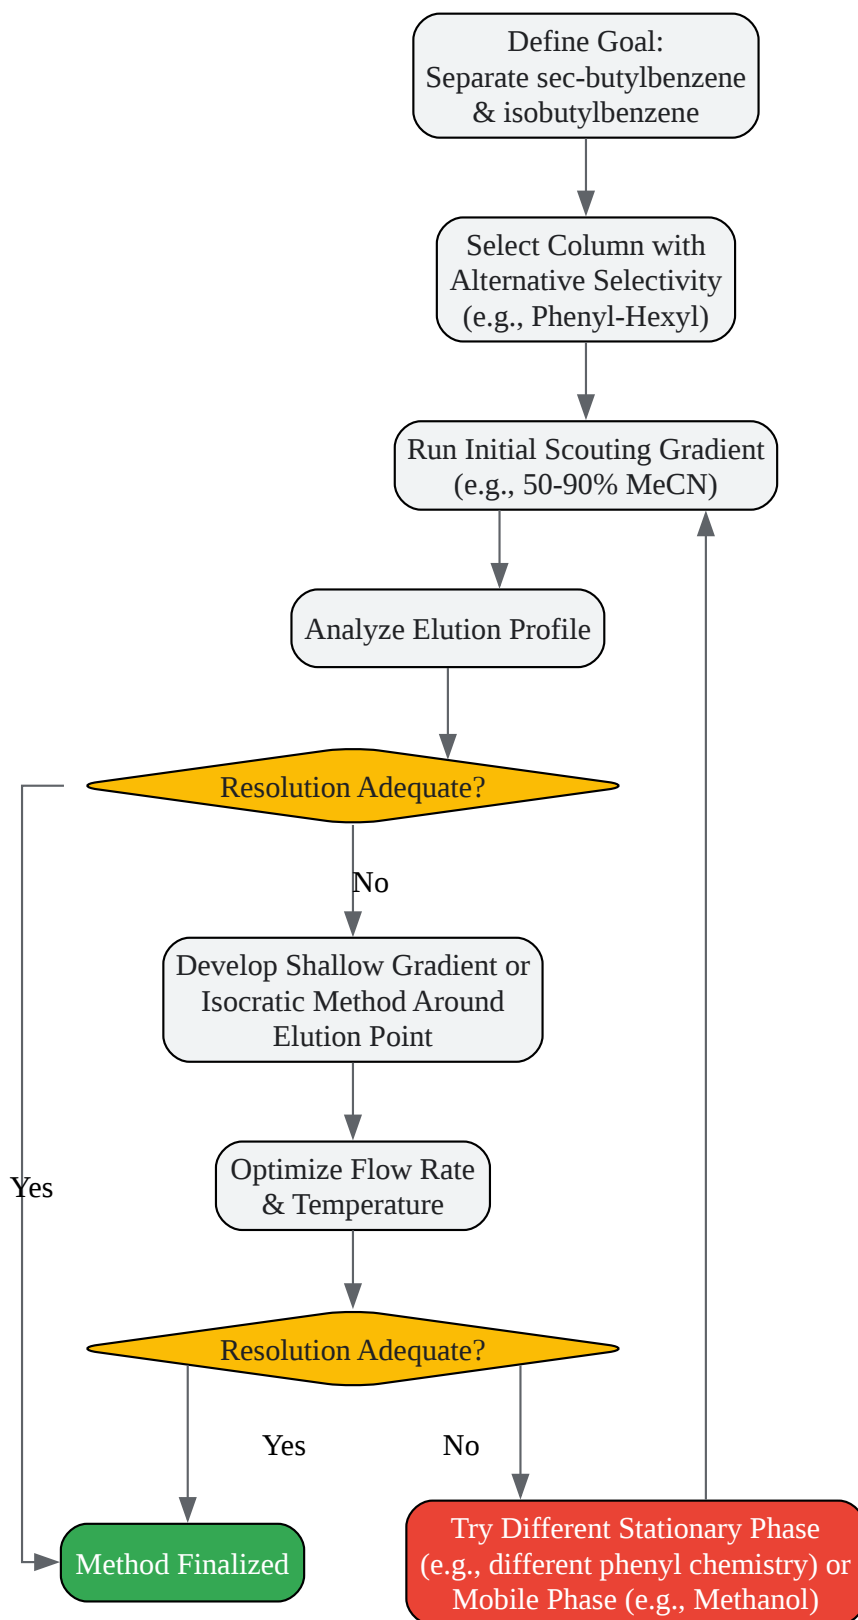 Define Goal:
Separate sec-butylbenzene
& isobutylbenzene
Select Column with
Alternative Selectivity
(e.g., Phenyl-Hexyl)
Run Initial Scouting Gradient
(e.g., 50-90% MeCN)
Analyze Elution Profile
Resolution Adequate?
No
Develop Shallow Gradient or
Isocratic Method Around
Elution Point
Yes
Optimize Flow Rate
& Temperature
Resolution Adequate?
Yes
No
Method Finalized
Try Different Stationary Phase
(e.g., different phenyl chemistry) or
Mobile Phase (e.g., Methanol)